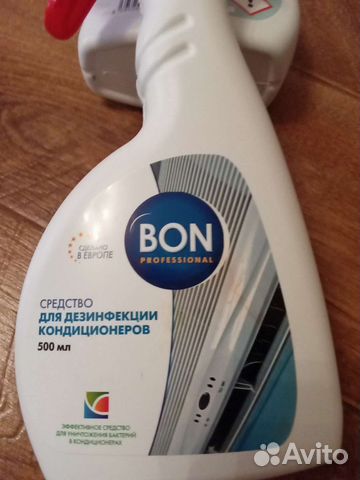 BON
PROFESSIONAL
СДЕЛАНО
В ЕВРОПЕ
СРЕДСТВО
ДЛЯ ДЕЗИНФЕКЦИИ
КОНДИЦИОНЕРОВ
500 мл
ЭФФЕКТИВНОЕ СРЕДСТВО
ДЛЯ УНИЧТОЖЕНИЯ БАКТЕРИЙ
В КОНДИЦИОНЕРАХ
Avito